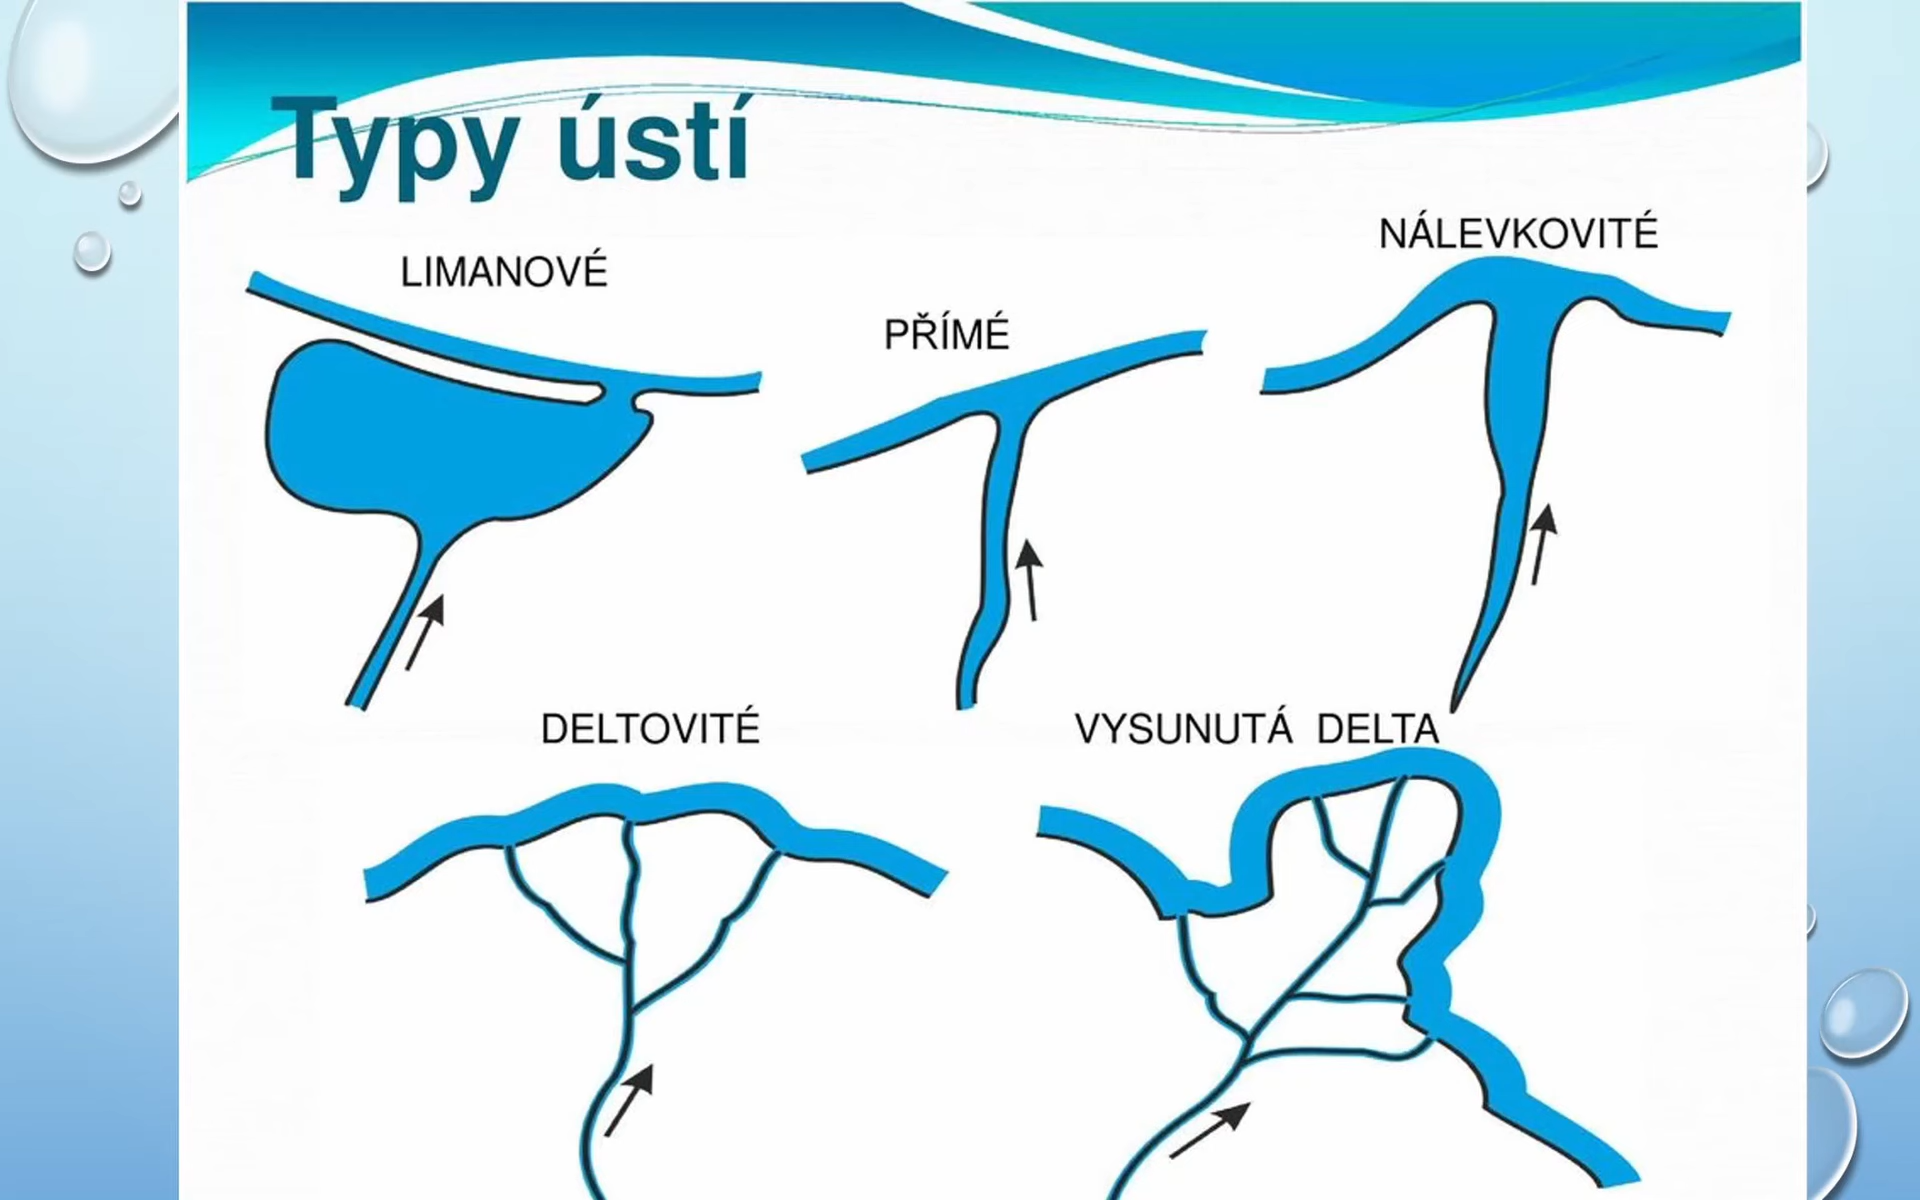 Typy ústí
LIMANOVÉ
PŘÍMÉ
NÁLEVKOVITÉ
DELTOVITÉ
VYSUNUTÁ DELTA